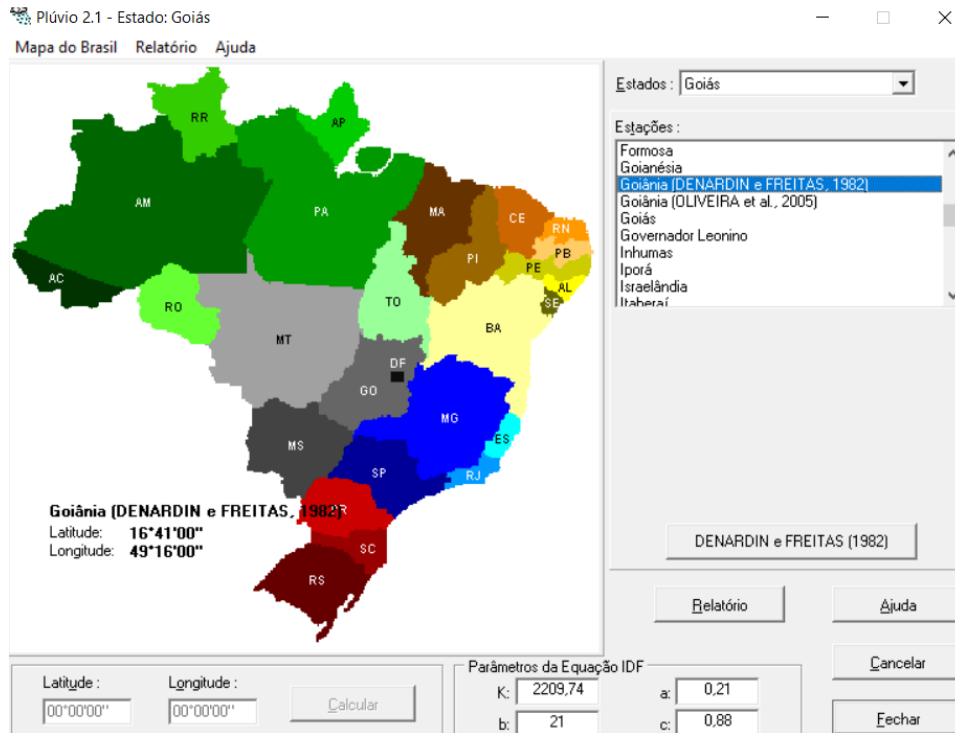 Plúvio 2.1 - Estado: Goiás
Mapa do Brasil Relatório Ajuda
Estados : Goiás
Estações :
Formosa
Goianésia
Goiânia (DENARDIN e FREITAS, 1982)
Goiânia (OLIVEIRA et al., 2005)
Goiás
Governador Leonino
Inhumas
Iporá
Israelândia
Itaberaí
RR
AP
AM
PA
MA
CE
RN
PB
PI
PE
AL
SE
AC
RO
TO
BA
MT
DF
GO
MG
MS
ES
SP
RJ
PR
SC
RS
Goiânia (DENARDIN e FREITAS, 1982)
Latitude: 16°41'00"
Longitude: 49°16'00"
DENARDIN e FREITAS (1982)
Relatório Ajuda
Cancelar
Fechar
Latitude : Longitude :
00°00'00" 00°00'00" Calcular
Parâmetros da Equação IDF
K: 2209,74 a: 0,21
b: 21 c: 0,88